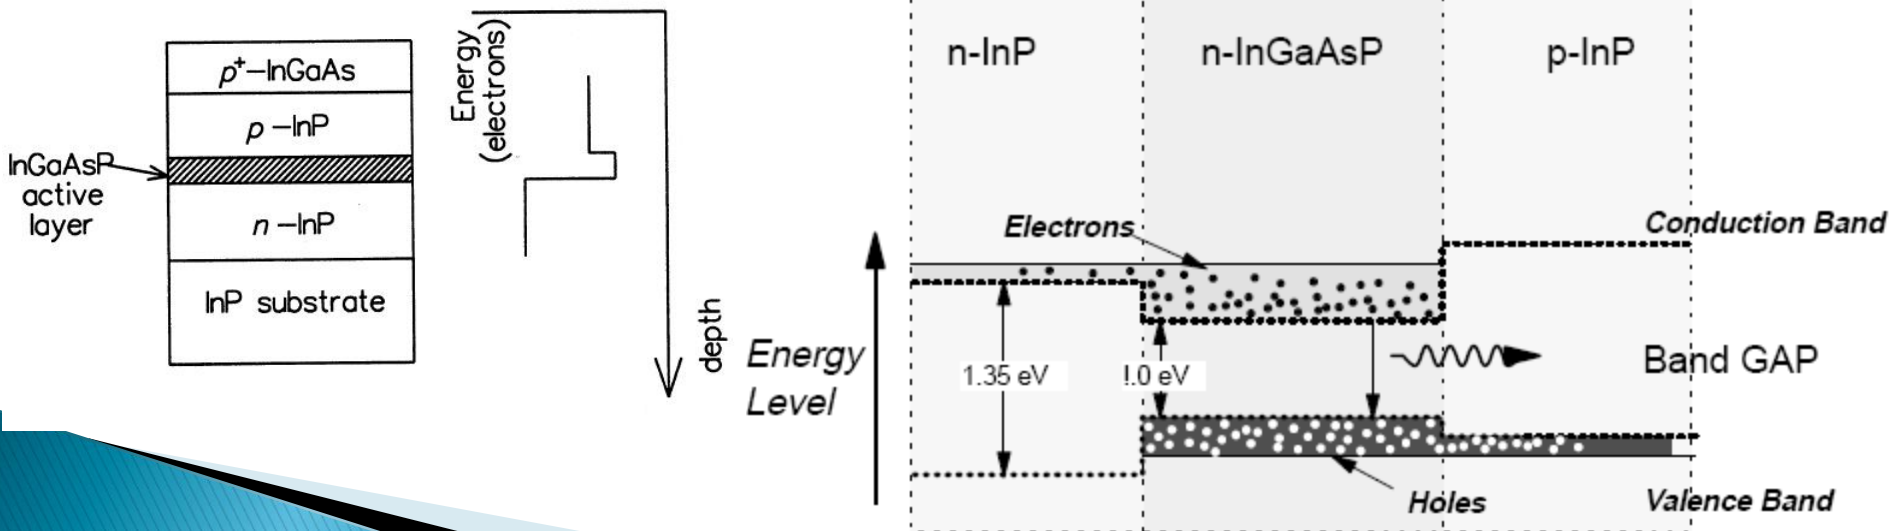 p+–InGaAs
p –InP
InGaAsP
active
layer
n –InP
InP substrate
Energy
(electrons)
depth
n-InP
n-InGaAsP
p-InP
Electrons
Conduction Band
Energy
Level
1.35 eV
!.0 eV
Band GAP
Holes
Valence Band